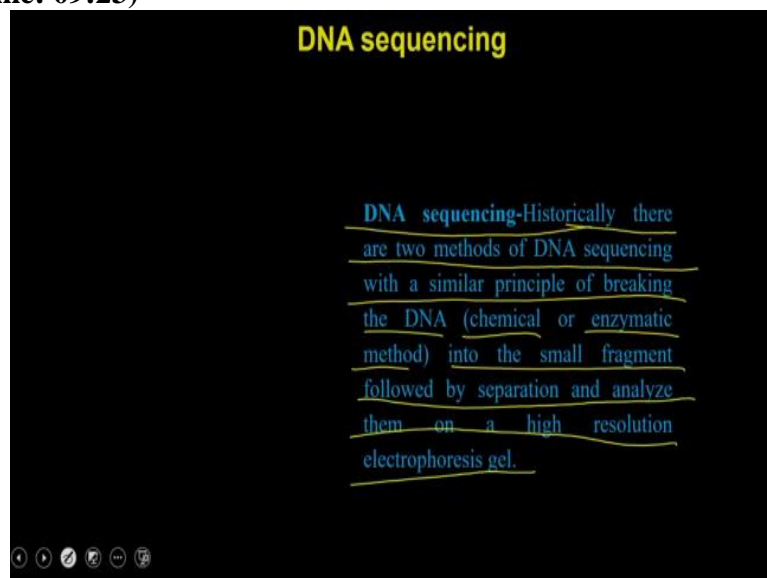 DNA sequencing
DNA sequencing-Historically there
are two methods of DNA sequencing
with a similar principle of breaking
the DNA (chemical or enzymatic
method) into the small fragment
followed by separation and analyze
them on a high resolution
electrophoresis gel.